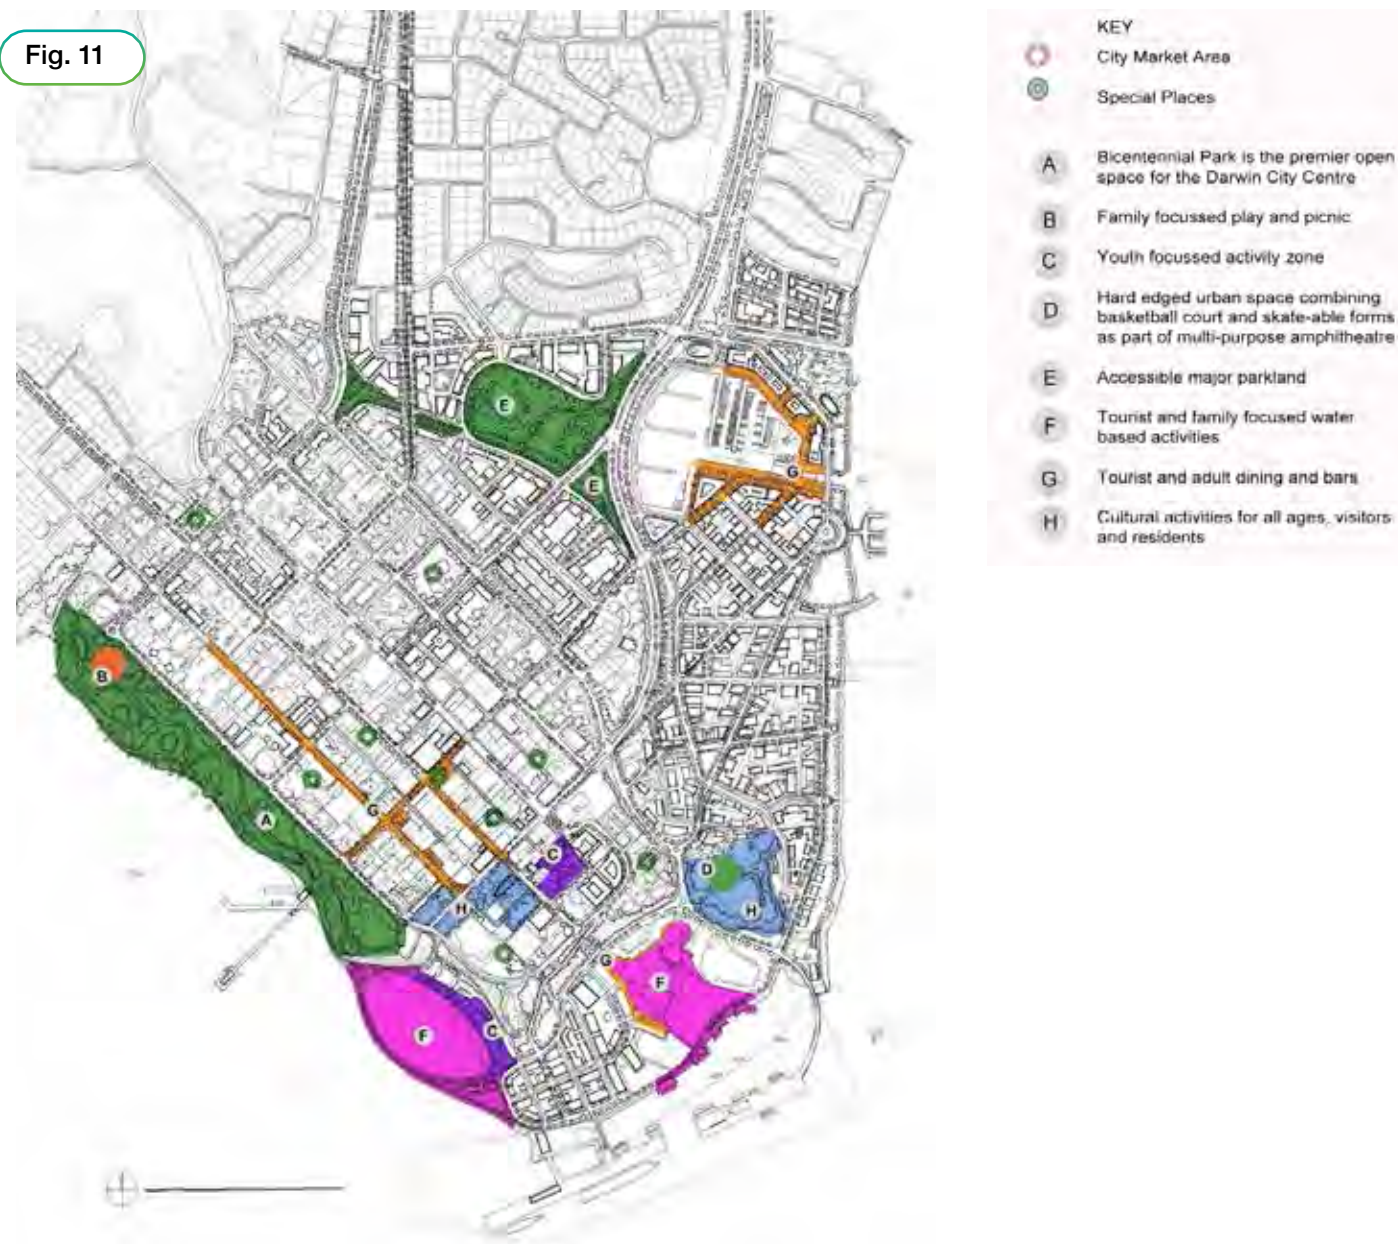 Fig. 11
KEY
City Market Area
Special Places
A
Bicentennial Park is the premier open
space for the Darwin City Centre
B
Family focussed play and picnic
C
Youth focussed activity zone
D
Hard edged urban space combining
basketball court and skate-able forms
as part of multi-purpose amphitheatre
E
Accessible major parkland
F
Tourist and family focused water
based activities
G
Tourist and adult dining and bars
H
Cultural activities for all ages, visitors
and residents
E
G
E
B
A
G
C
D
H
H
G
F
C
F